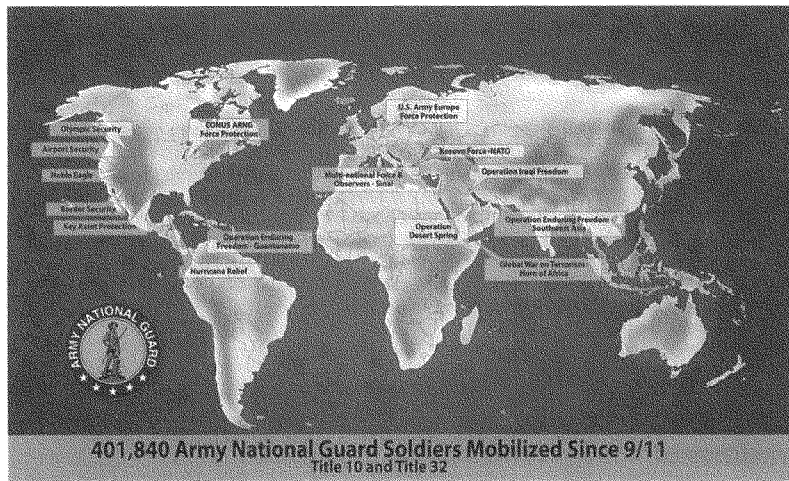 U.S. Army Europe
Force Protection
Olympic Security
CONUS ARNG
Force Protection
Airport Security
Kosovo Force -NATO
Noble Eagle
Multi-national Force &
Observers - Sinai
Operation Iraqi Freedom
Border Security
Key Asset Protection
Operation Enduring
Freedom - Guantanamo
Operation
Desert Spring
Operation Enduring Freedom
Southwest Asia
Hurricane Relief
Global War on Terrorism
Horn of Africa
ARMY NATIONAL GUARD
401,840 Army National Guard Soldiers Mobilized Since 9/11
Title 10 and Title 32